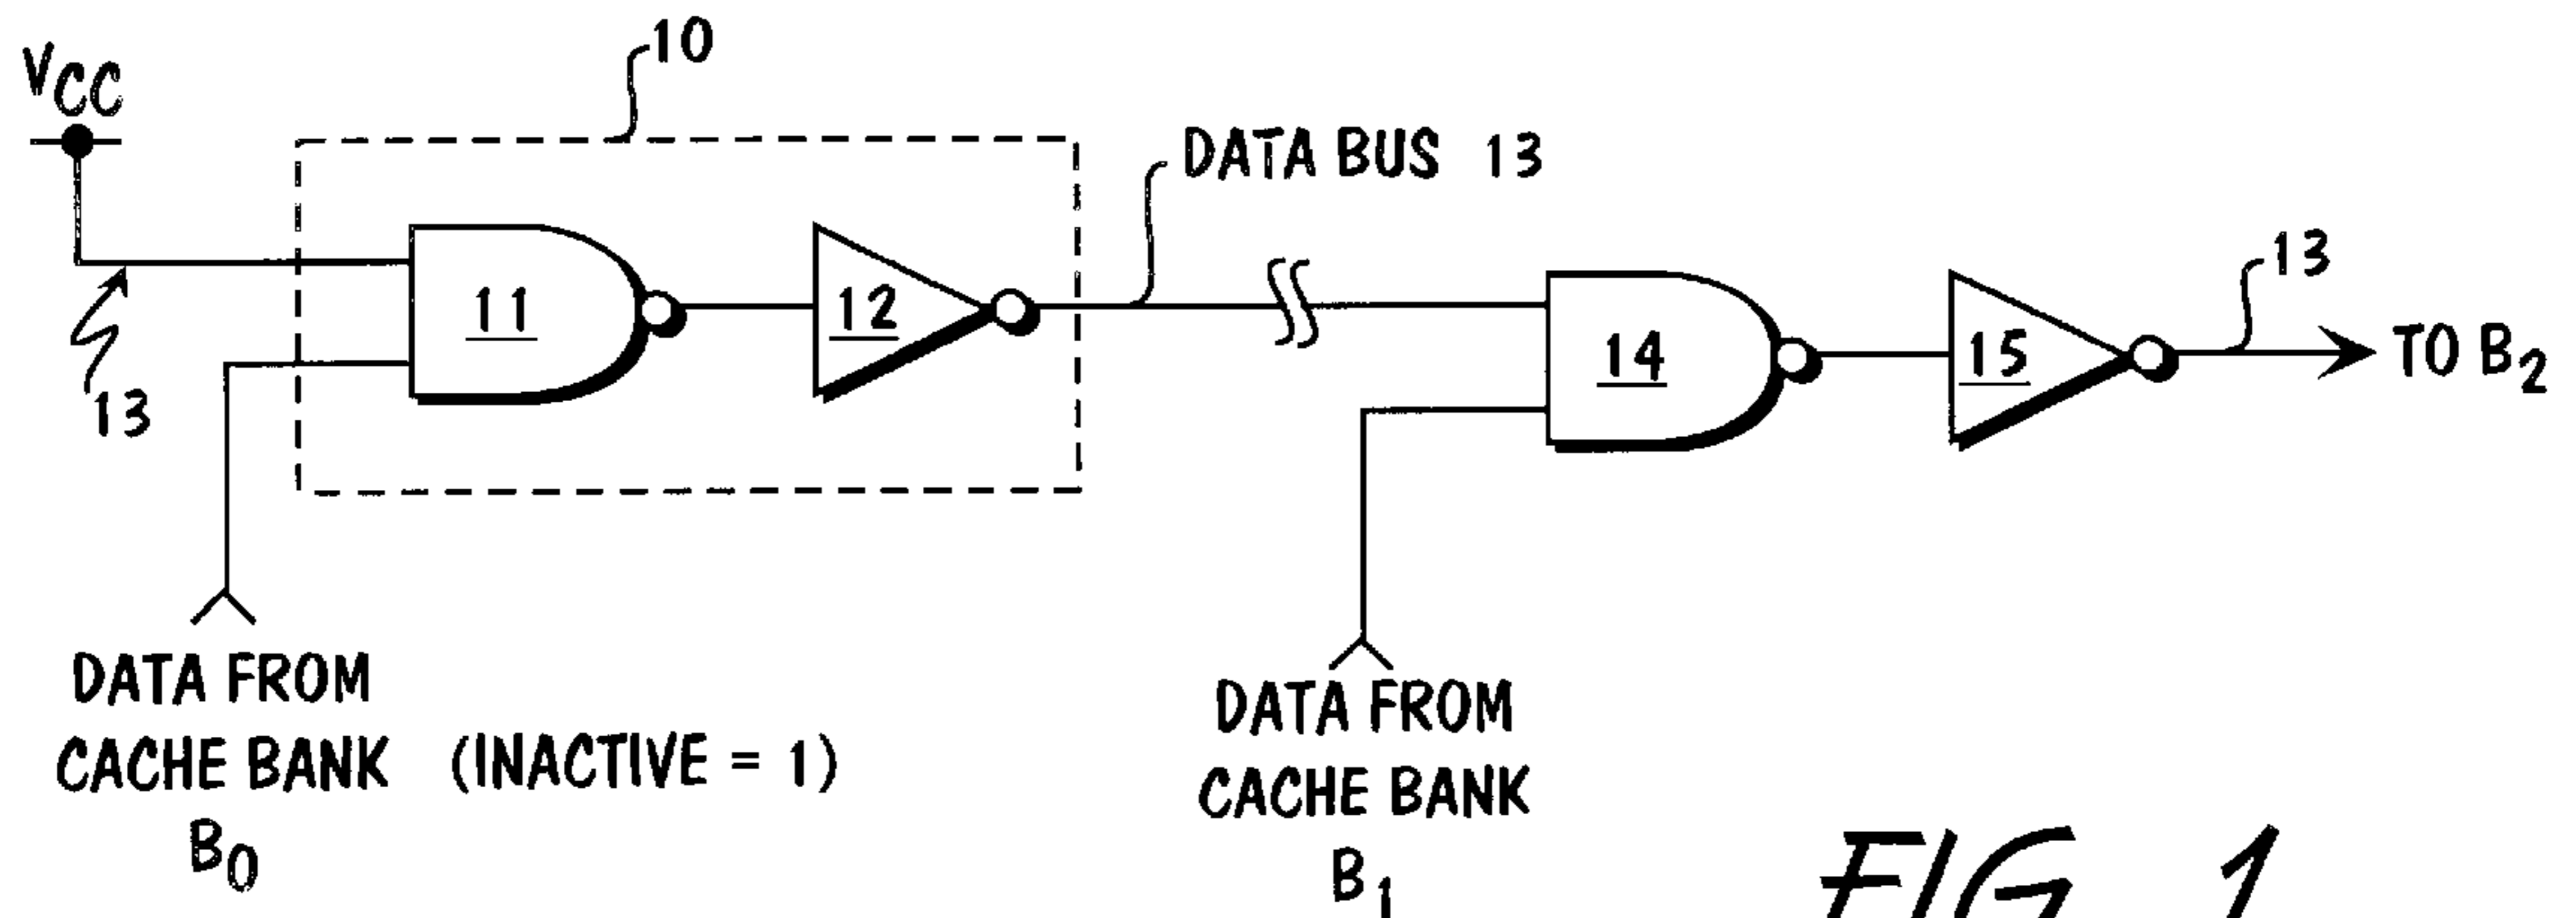 10
VCC
DATA BUS 13
13
11
12
14
15
TO B2
13
DATA FROM
CACHE BANK (INACTIVE = 1)
B0
DATA FROM
CACHE BANK
B1
FIG. 1